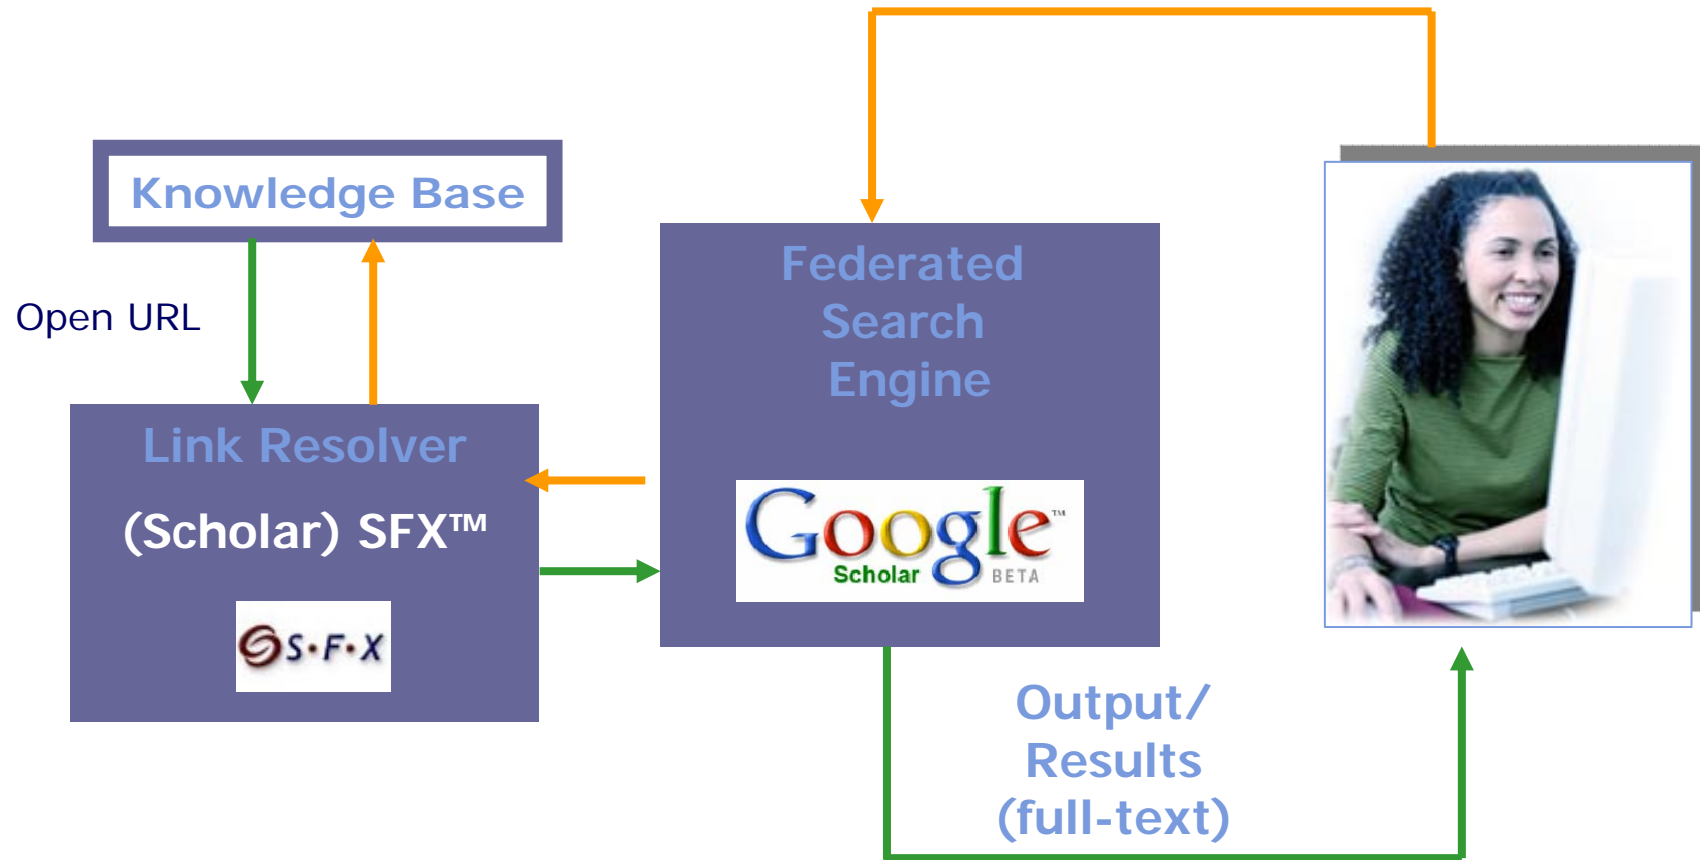 Knowledge Base
Open URL
Link Resolver
(Scholar) SFX™
S·F·X
Federated
Search
Engine
Google™
Scholar BETA
Output/
Results
(full-text)